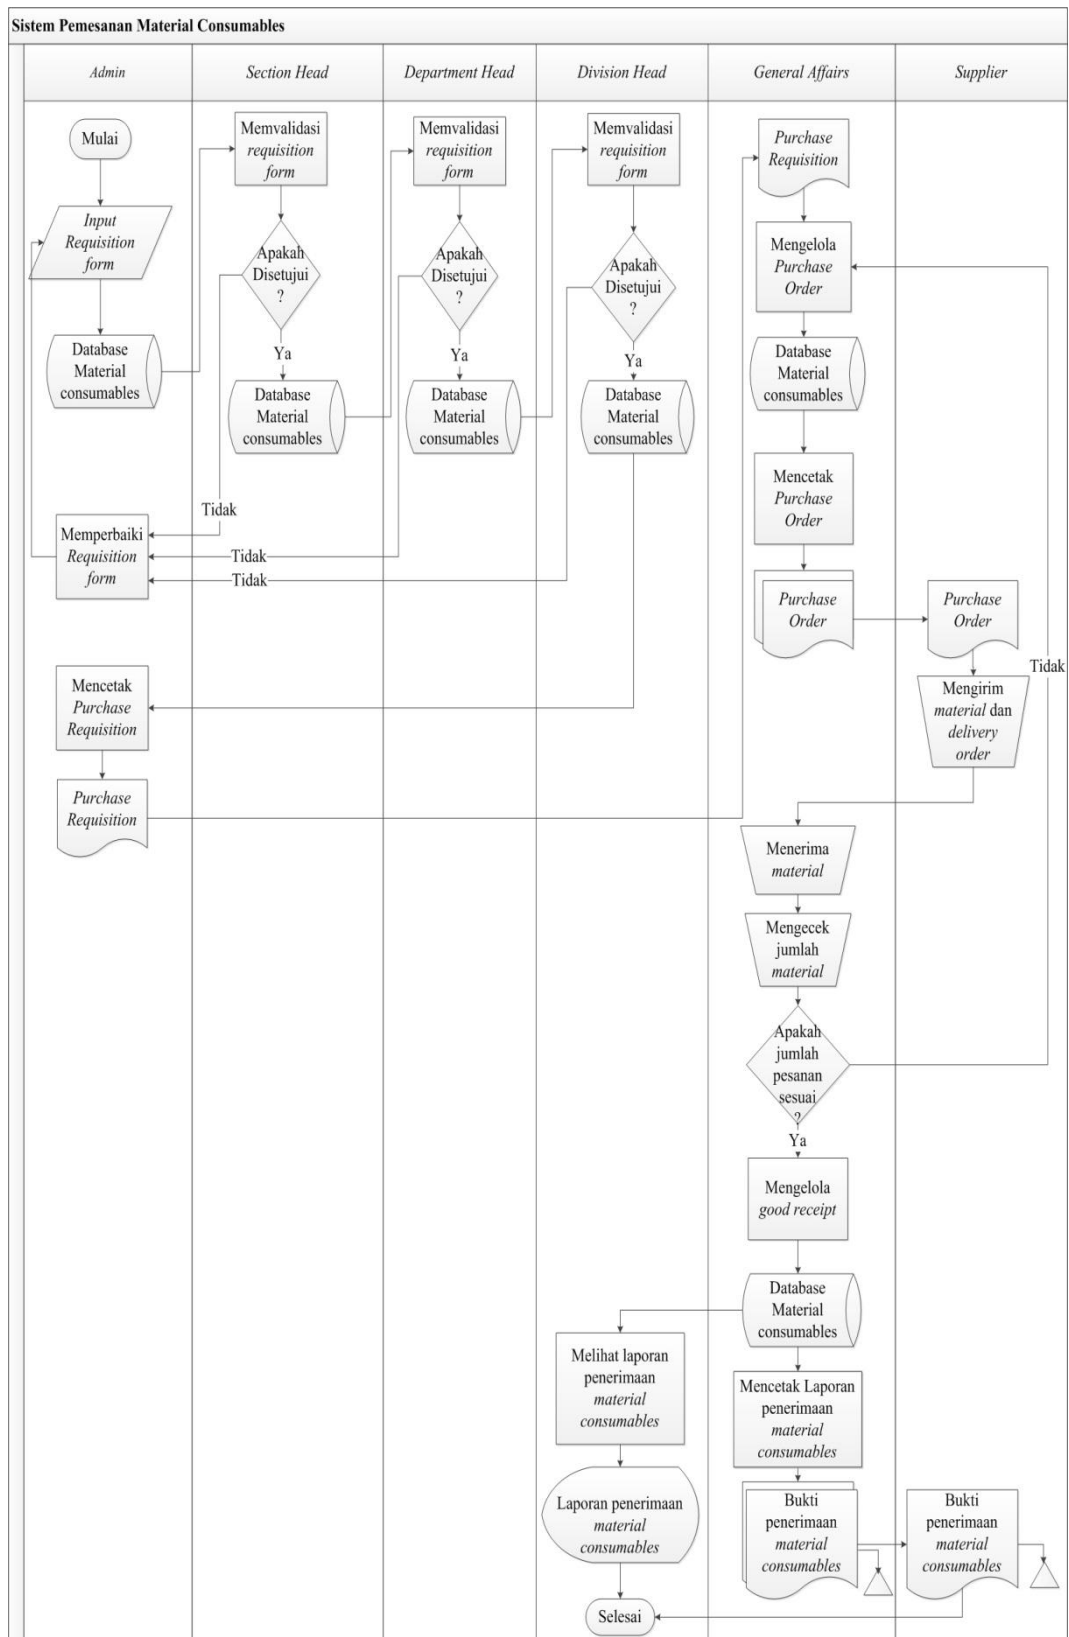 Sistem Pemesanan Material Consumables
Admin
Section Head
Department Head
Division Head
General Affairs
Supplier
Mulai
Input
Requisition
form
Database
Material
consumables
Memperbaiki
Requisition
form
Mencetak
Purchase
Requisition
Purchase
Requisition
Memvalidasi
requisition
form
Apakah
Disetujui
?
Ya
Database
Material
consumables
Tidak
Memvalidasi
requisition
form
Apakah
Disetujui
?
Ya
Database
Material
consumables
Tidak
Memvalidasi
requisition
form
Apakah
Disetujui
?
Ya
Database
Material
consumables
Tidak
Purchase
Requisition
Mengelola
Purchase
Order
Database
Material
consumables
Mencetak
Purchase
Order
Purchase
Order
Purchase
Order
Mengirim
material dan
delivery
order
Tidak
Menerima
material
Mengecek
jumlah
material
Apakah
jumlah
pesanan
sesuai
?
Ya
Mengelola
good receipt
Database
Material
consumables
Melihat laporan
penerimaan
material
consumables
Laporan penerimaan
material
consumables
Mencetak Laporan
penerimaan
material
consumables
Bukti
penerimaan
material
consumables
Bukti
penerimaan
material
consumables
Selesai